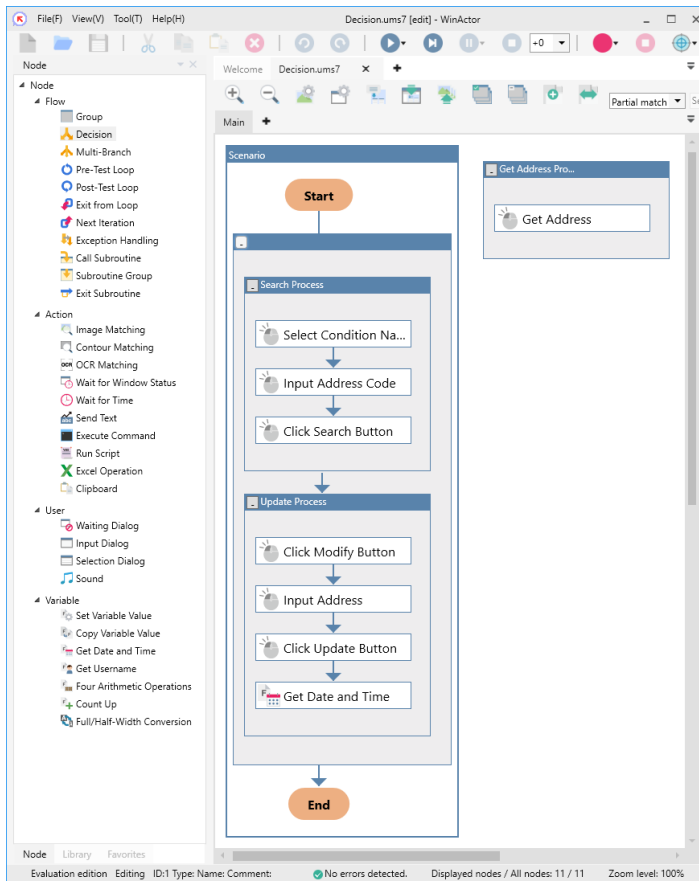 File(F) View(V) Tool(T) Help(H) Decision.ums7 [edit] - WinActor
+0
Node
Welcome Decision.ums7
Node
Flow
Group
Decision
Multi-Branch
Pre-Test Loop
Post-Test Loop
Exit from Loop
Next Iteration
Exception Handling
Call Subroutine
Subroutine Group
Exit Subroutine
Action
Image Matching
Contour Matching
OCR Matching
Wait for Window Status
Wait for Time
Send Text
Execute Command
Run Script
Excel Operation
Clipboard
User
Waiting Dialog
Input Dialog
Selection Dialog
Sound
Variable
Set Variable Value
Copy Variable Value
Get Date and Time
Get Username
Four Arithmetic Operations
Count Up
Full/Half-Width Conversion
Node Library Favorites
Partial match
Main
Scenario
Start
Search Process
Select Condition Na...
Input Address Code
Click Search Button
Update Process
Click Modify Button
Input Address
Click Update Button
Get Date and Time
End
Get Address Pro...
Get Address
Evaluation edition Editing ID:1 Type: Name: Comment: No errors detected. Displayed nodes / All nodes: 11 / 11 Zoom level: 100%